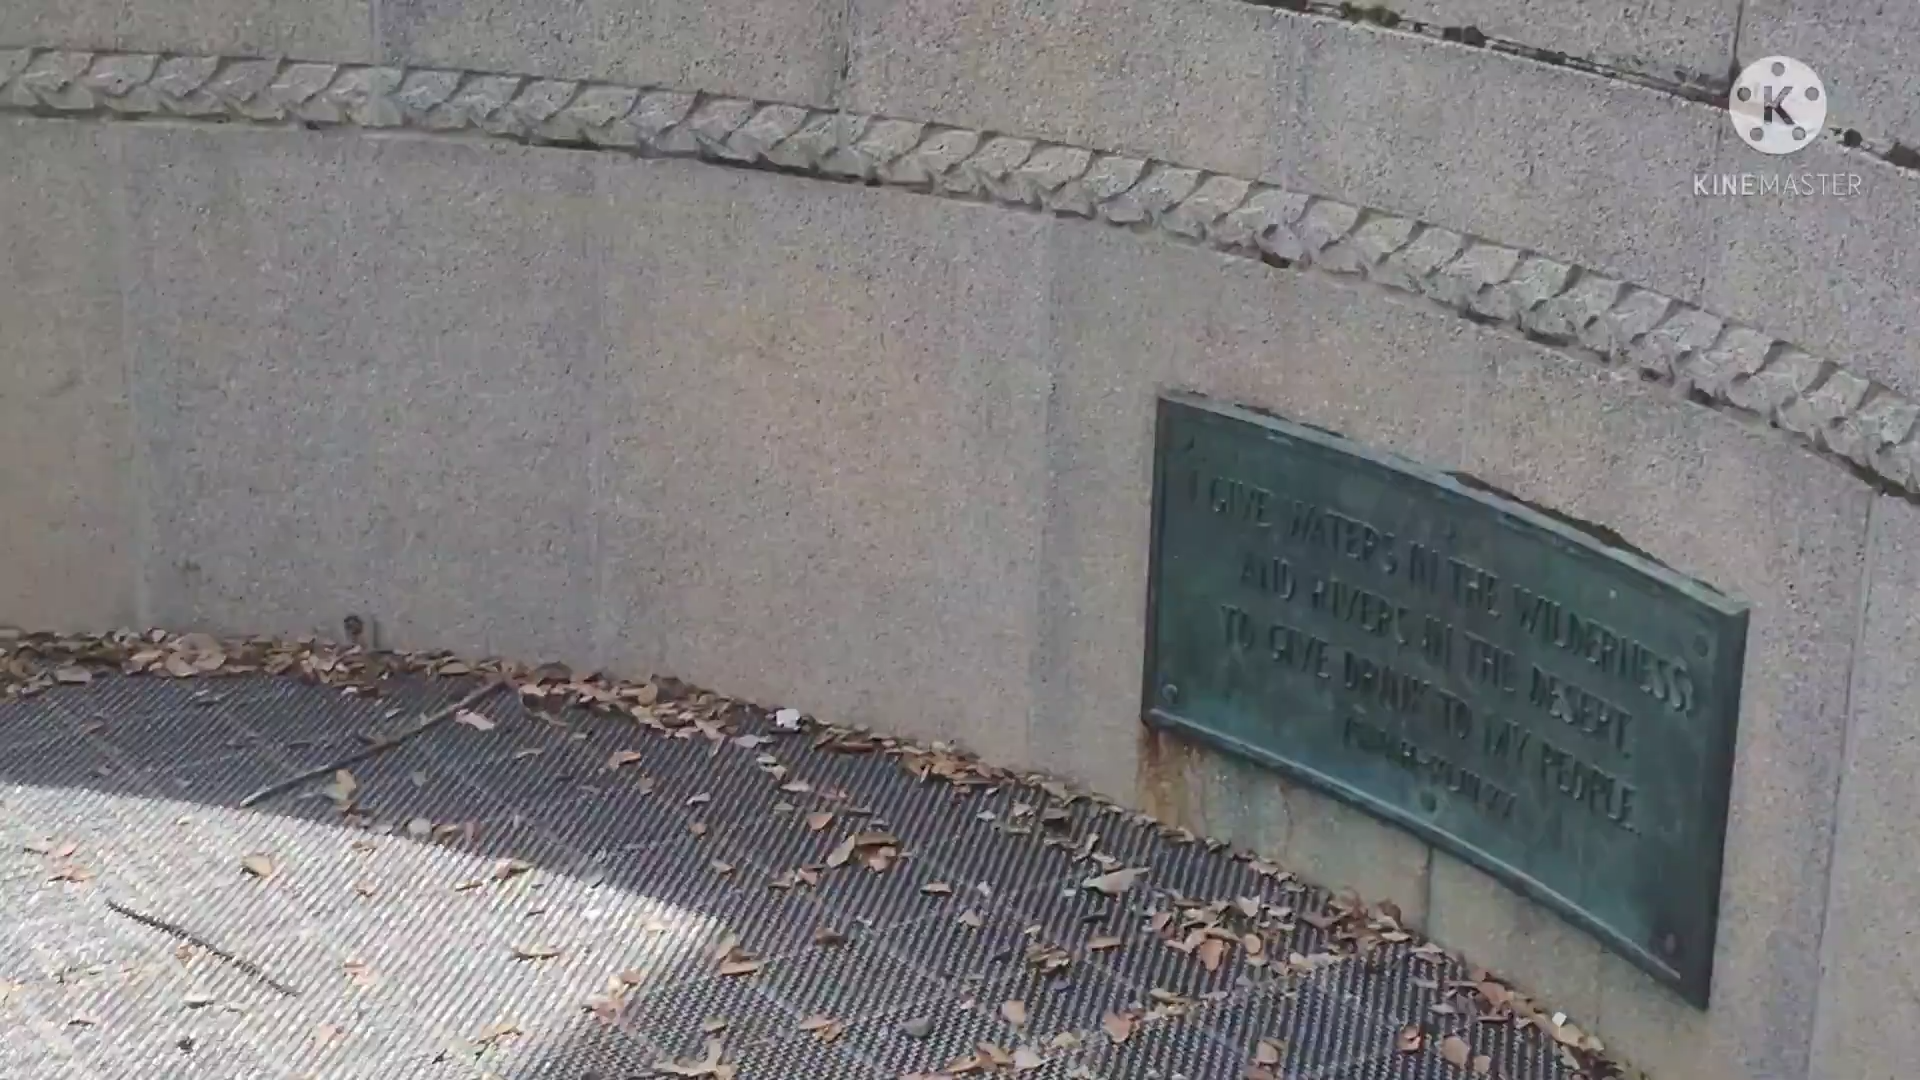 I GIVE WATERS IN THE WILDERNESS,
AND RIVERS IN THE DESERT,
TO GIVE DRINK TO MY PEOPLE.
K
KINEMASTER